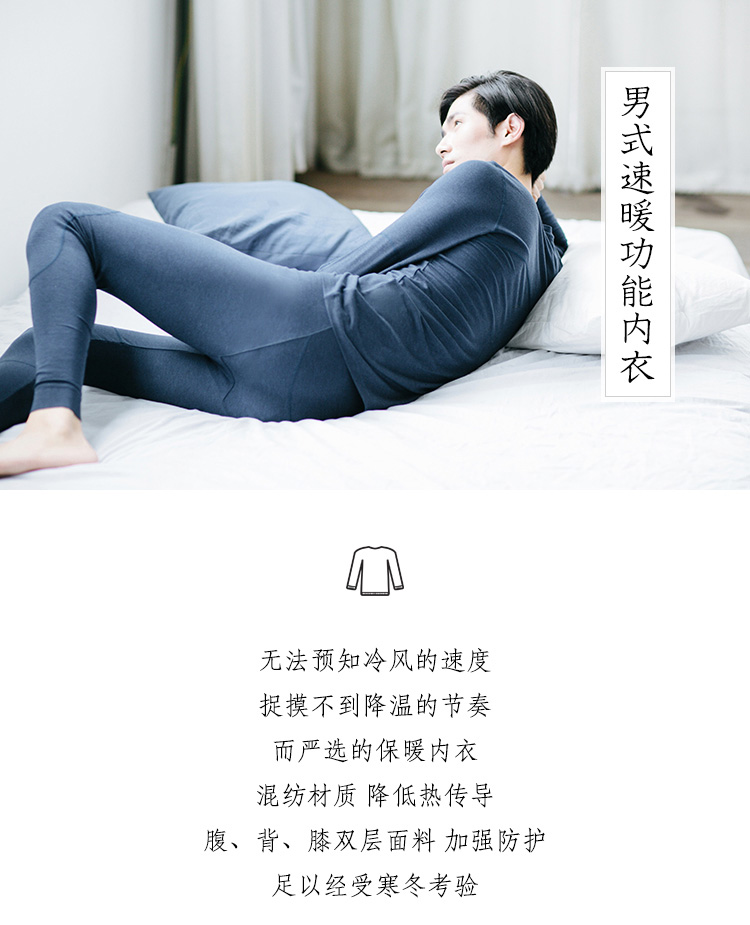 男式速暖功能内衣
无法预知冷风的速度
捉摸不到降温的节奏
而严选的保暖内衣
混纺材质 降低热传导
腹、背、膝双层面料 加强防护
足以经受寒冬考验